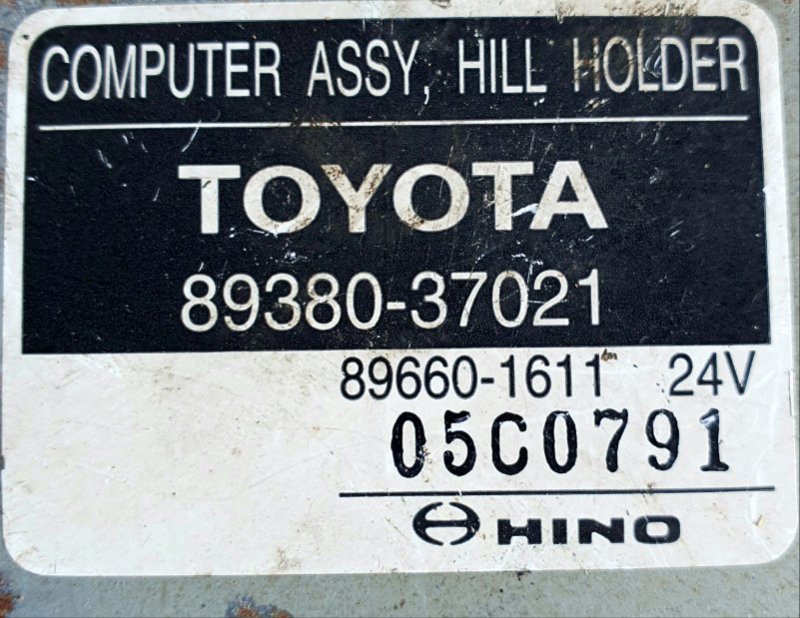 COMPUTER ASSY, HILL HOLDER
TOYOTA
89380-37021
89660-1611 24V
05C0791
HINO